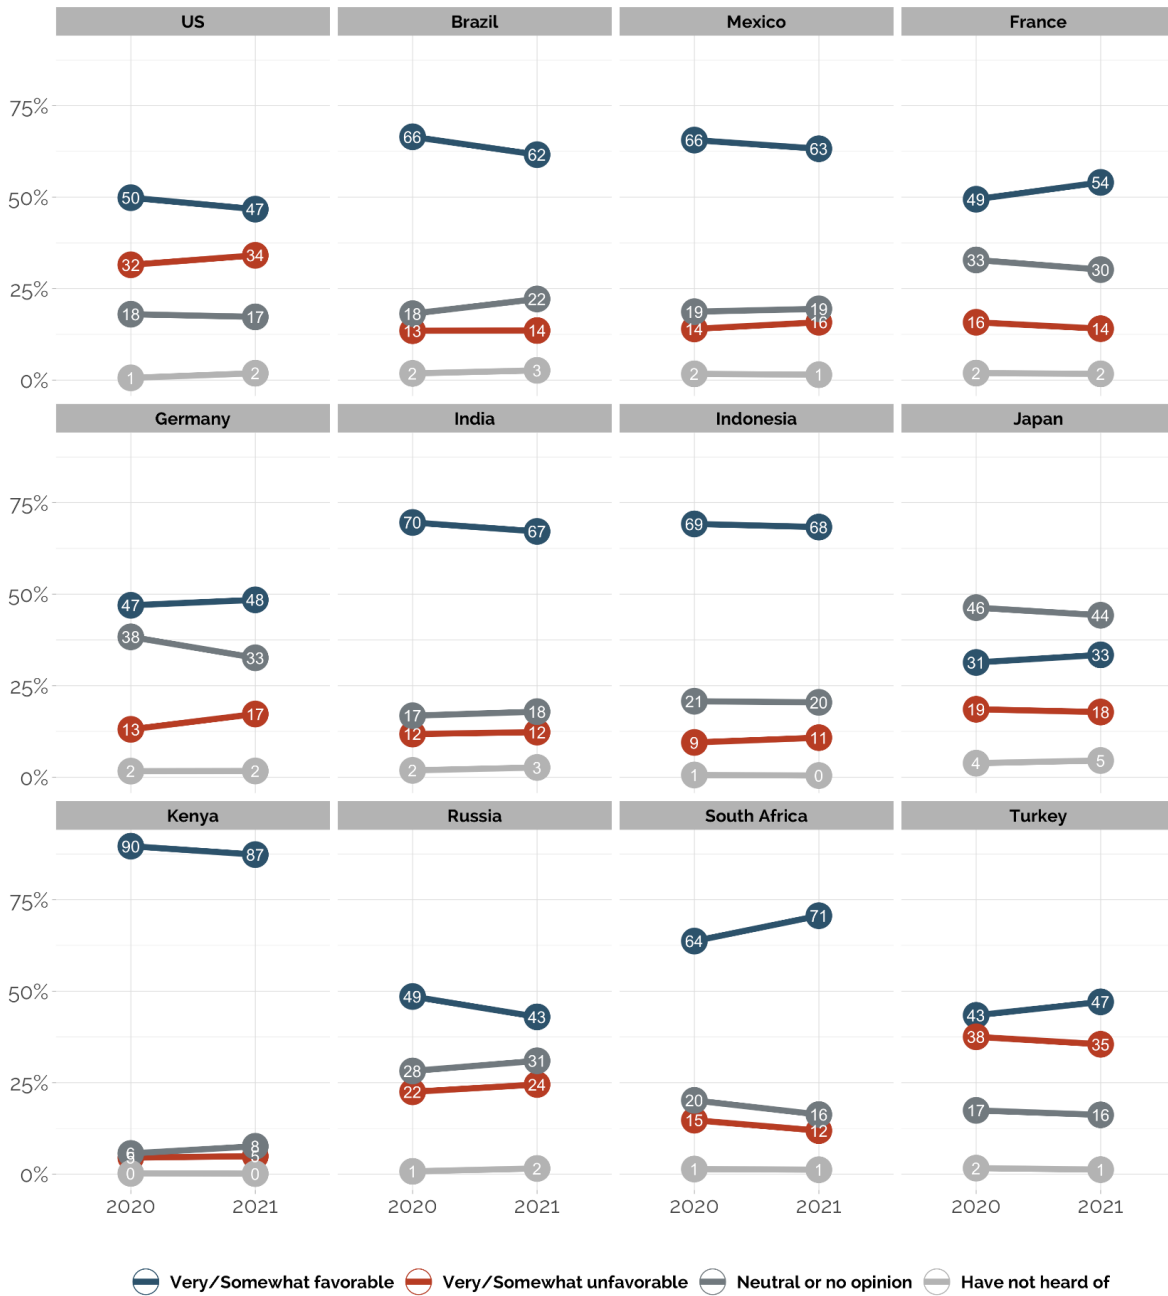 US Brazil Mexico France
75%
66 66
62 63
50% 50 47 49 54
32 34 33 30
25% 18 17 18 22 19 19 16 14
13 14 14 16
0% 1 2 2 3 2 1 2 2
Germany India Indonesia Japan
75%
70 67 69 68
50% 47 48 46 44
38 33 31 33
25% 17 18 21 20 19 18
13 17 12 12 9 11
0% 2 2 2 3 1 0 4 5
Kenya Russia South Africa Turkey
90 87
75%
64 71
50% 49 43 43 47
38 35
25% 28 31 20 16 17 16
22 24 15 12
6 8
5 5
0% 0 0 1 2 1 1 2 1
2020 2021 2020 2021 2020 2021 2020 2021
Very/Somewhat favorable Very/Somewhat unfavorable Neutral or no opinion Have not heard of